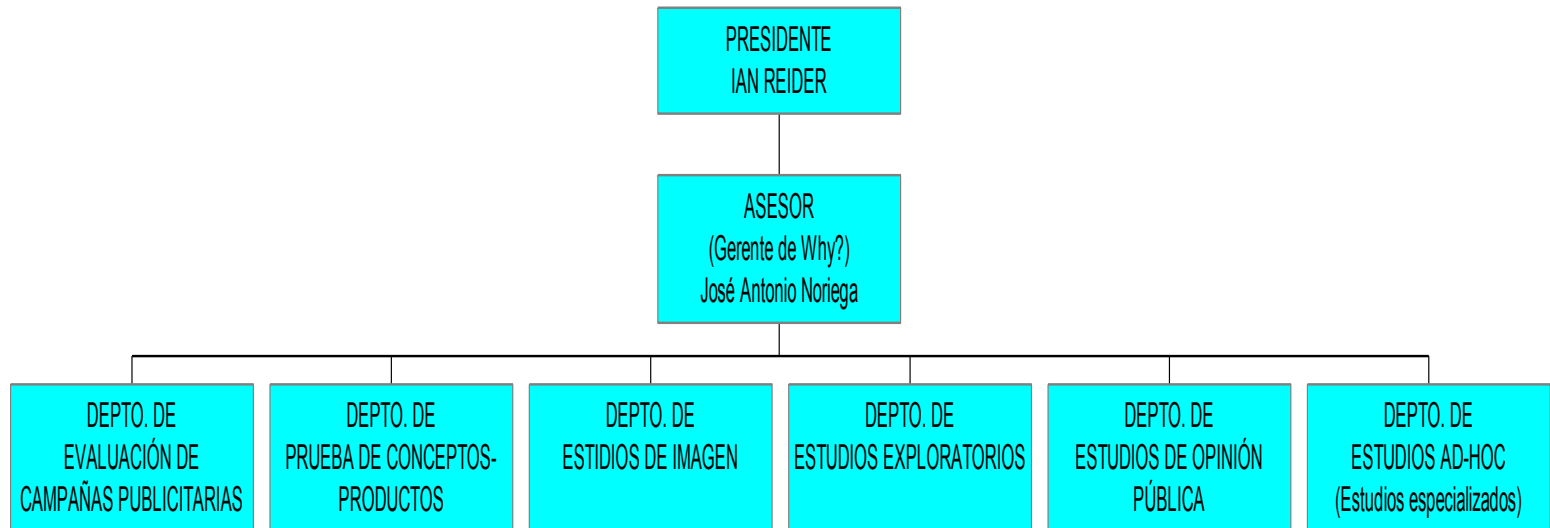 PRESIDENTE
IAN REIDER
ASESOR
(Gerente de Why?)
José Antonio Noriega
DEPTO. DE
EVALUACIÓN DE
CAMPAÑAS PUBLICITARIAS
DEPTO. DE
PRUEBA DE CONCEPTOS-
PRODUCTOS
DEPTO. DE
ESTIDIOS DE IMAGEN
DEPTO. DE
ESTUDIOS EXPLORATORIOS
DEPTO. DE
ESTUDIOS DE OPINIÓN
PÚBLICA
DEPTO. DE
ESTUDIOS AD-HOC
(Estudios especializados)